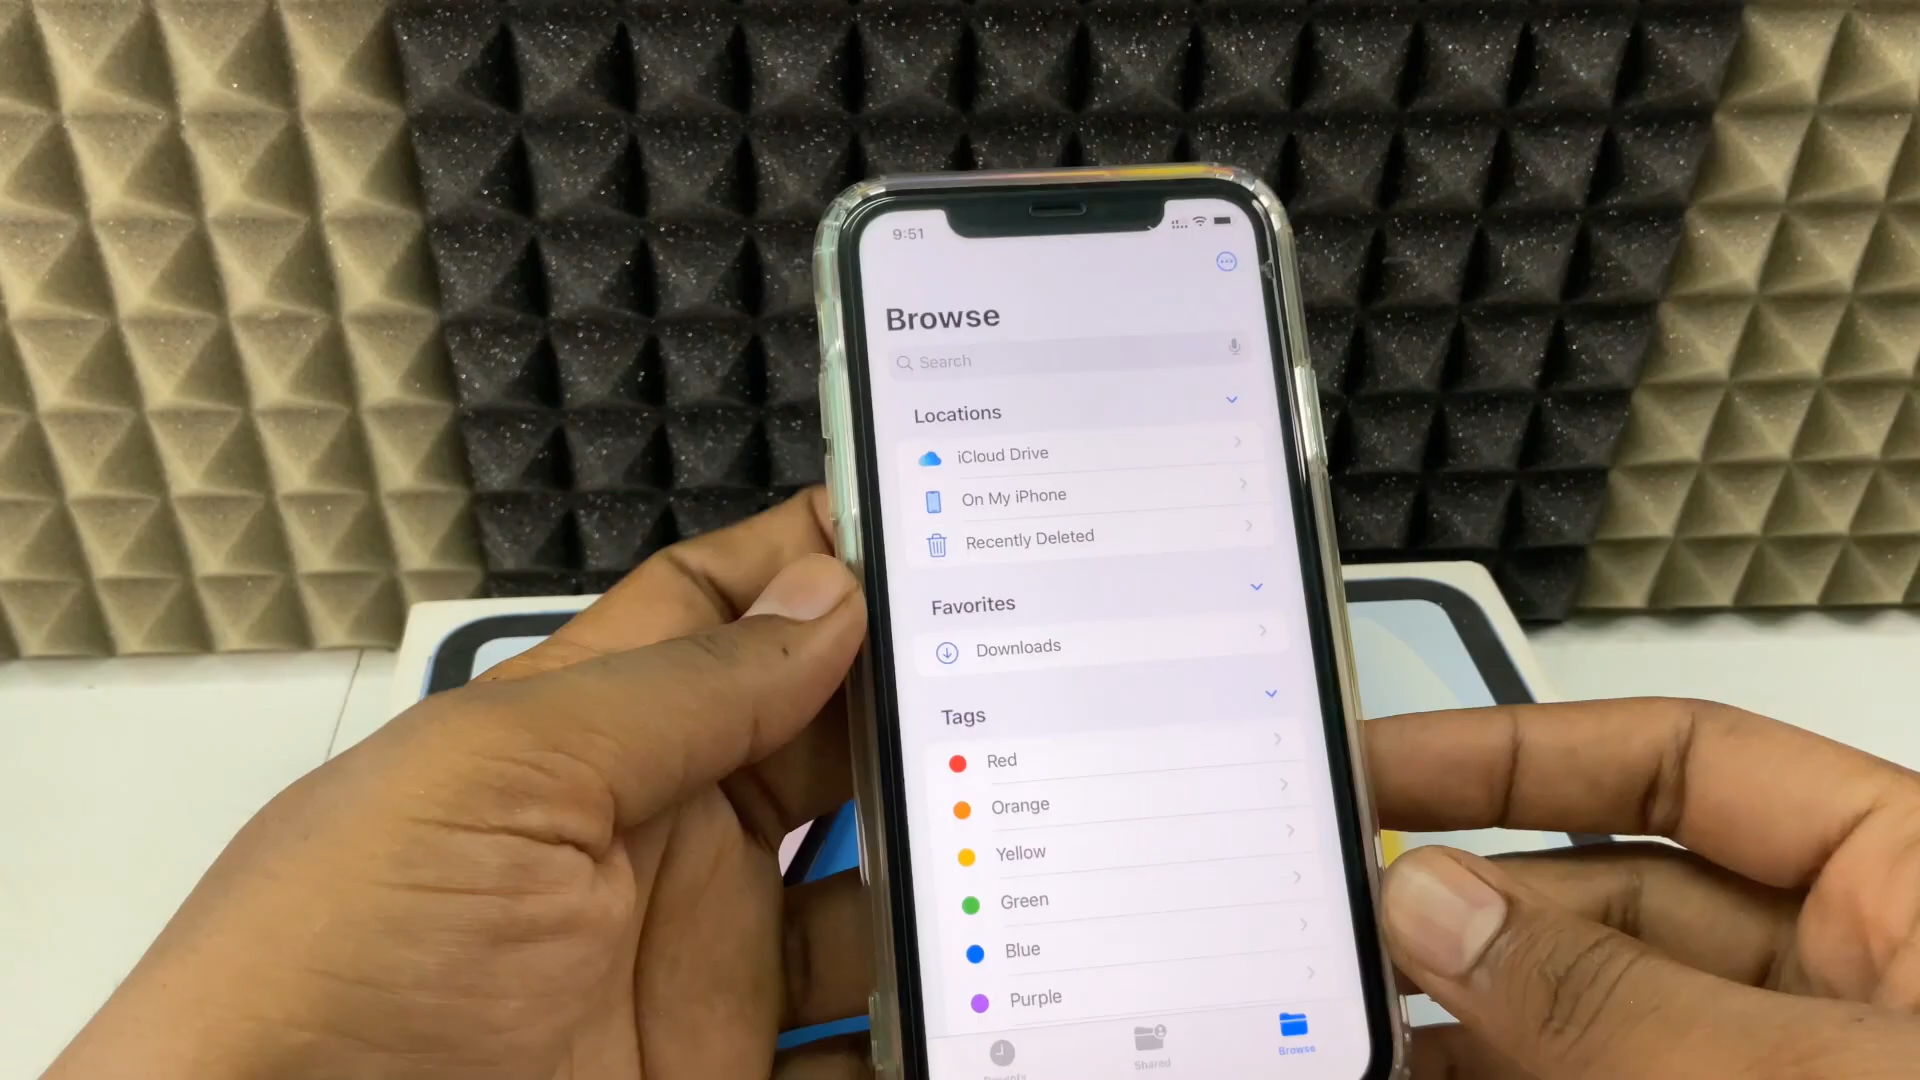 9:51
Browse
Search
Locations
iCloud Drive
On My iPhone
Recently Deleted
Favorites
Downloads
Tags
Red
Orange
Yellow
Green
Blue
Purple
Shared
Browse